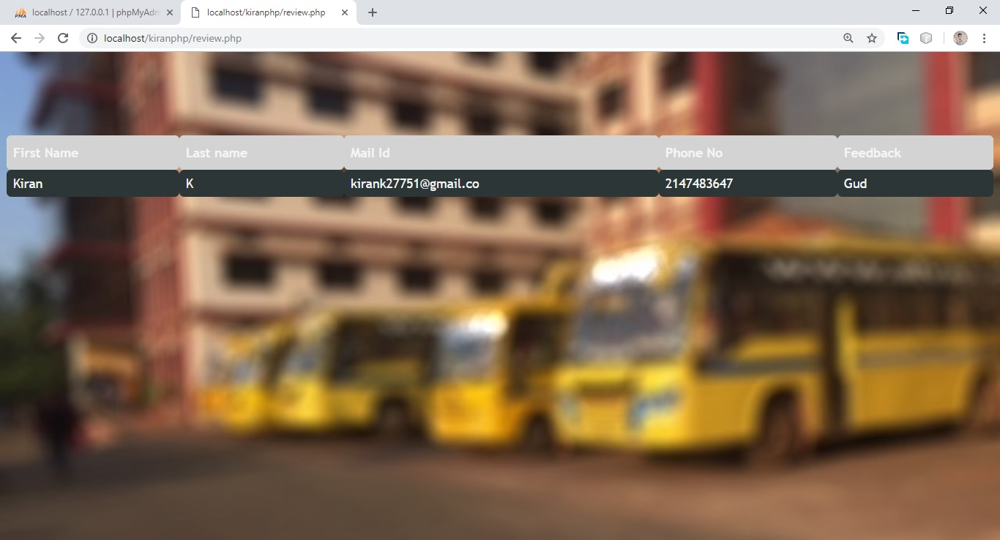 localhost / 127.0.0.1 | phpMyAdm
localhost/kiranphp/review.php
localhost/kiranphp/review.php
First Name Last name Mail Id Phone No Feedback
Kiran K kirank27751@gmail.co 2147483647 Gud